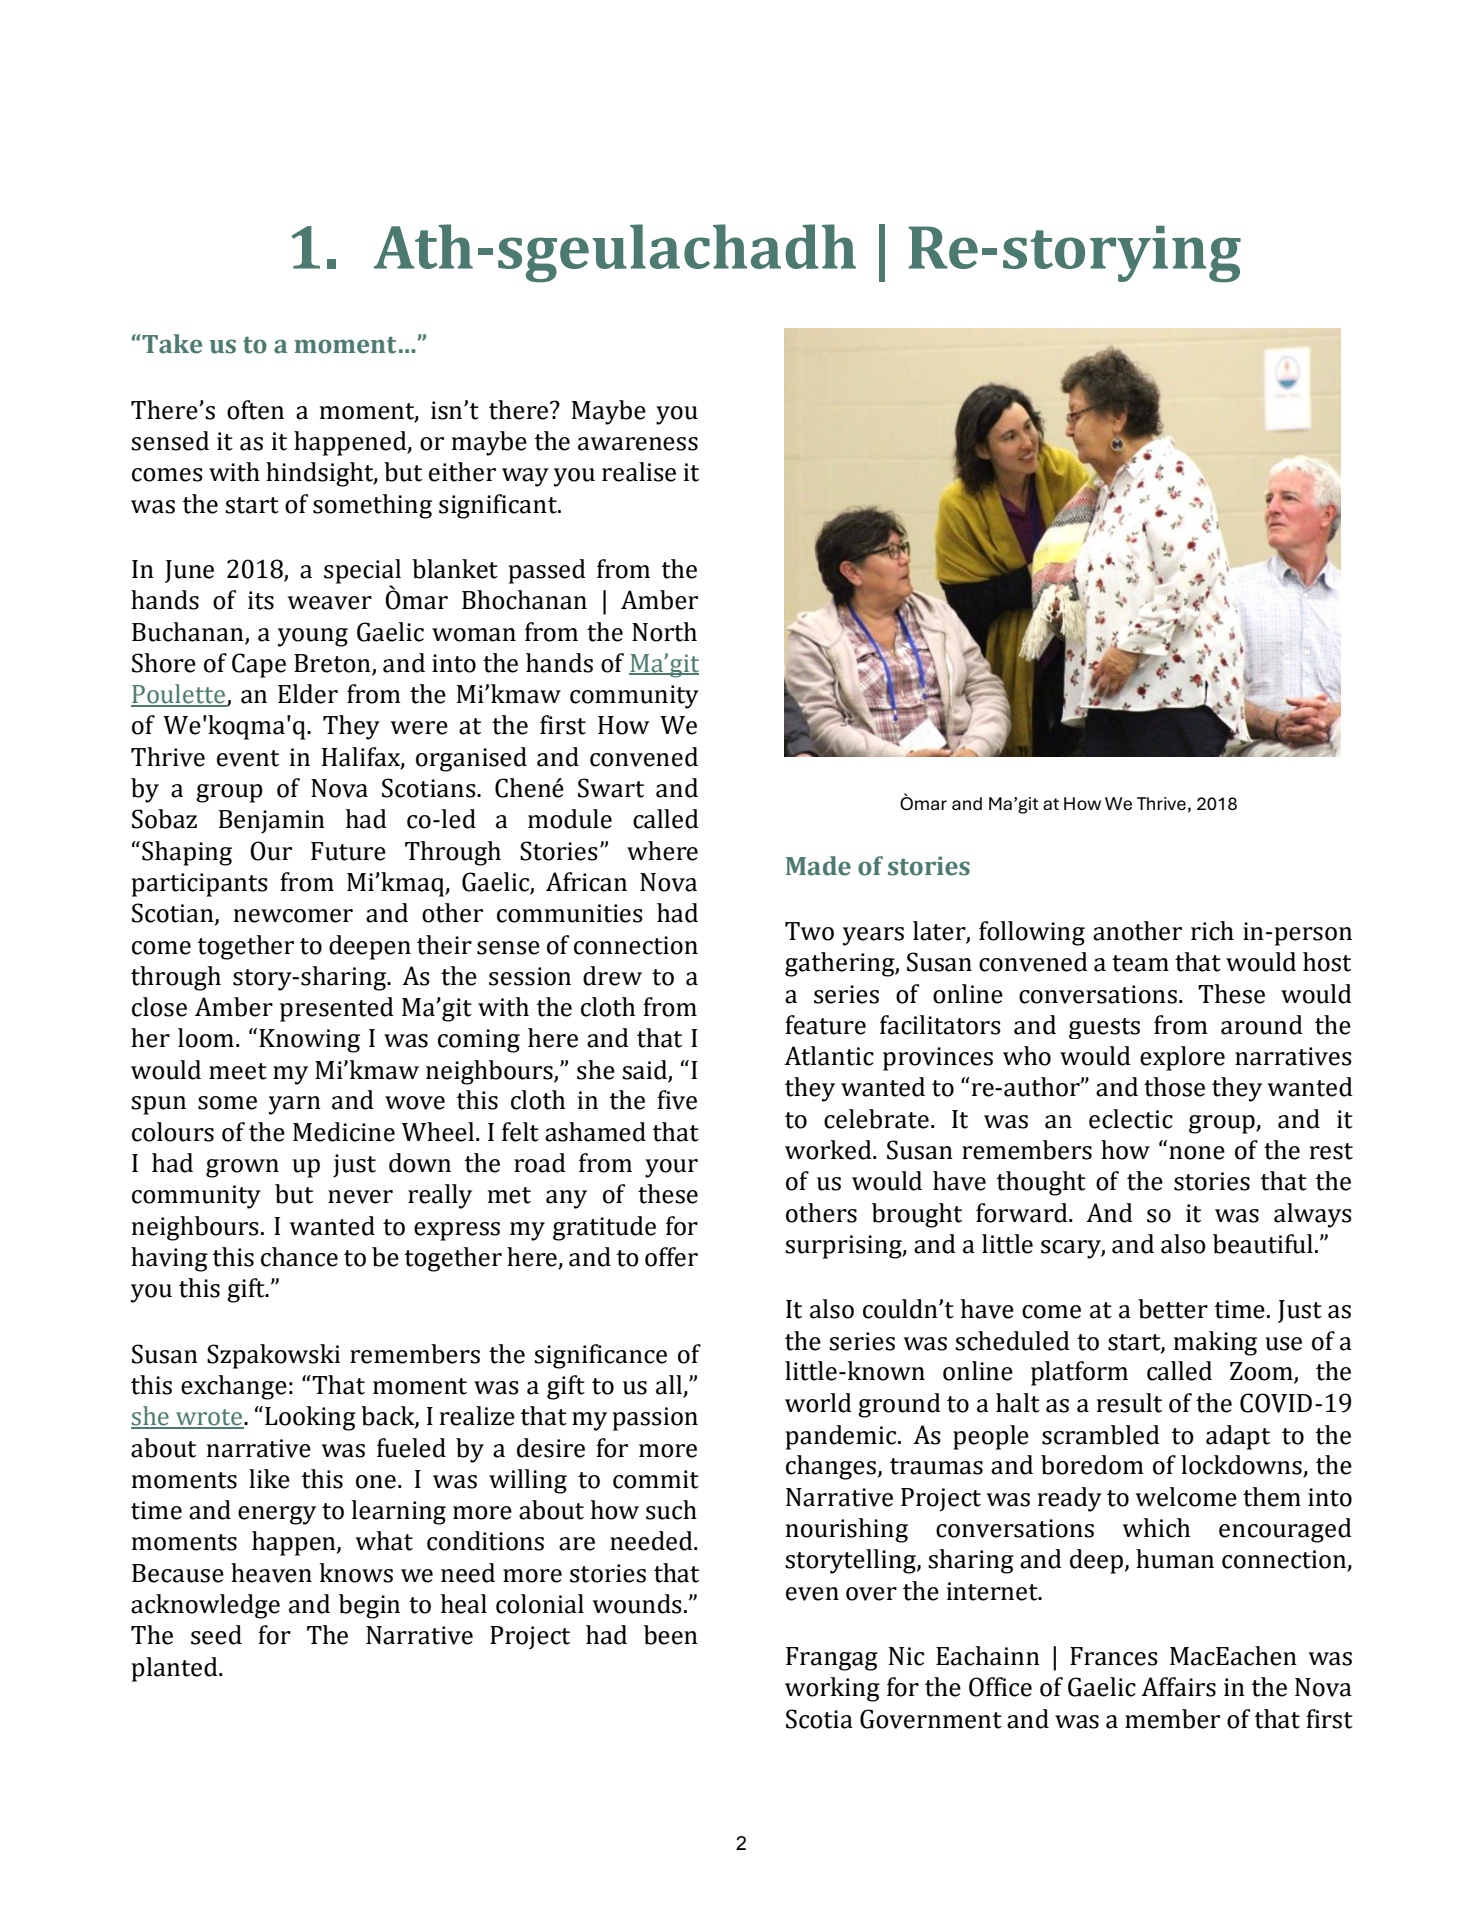 1. Ath-sgeulachadh | Re-storying
“Take us to a moment…”
There’s often a moment, isn’t there? Maybe you
sensed it as it happened, or maybe the awareness
comes with hindsight, but either way you realise it
was the start of something significant.
In June 2018, a special blanket passed from the
hands of its weaver Òmar Bhochanan | Amber
Buchanan, a young Gaelic woman from the North
Shore of Cape Breton, and into the hands of Ma’git
Poulette, an Elder from the Mi’kmaw community
of We'koqma'q. They were at the first How We
Thrive event in Halifax, organised and convened
by a group of Nova Scotians. Chené Swart and
Sobaz Benjamin had co-led a module called
“Shaping Our Future Through Stories” where
participants from Mi’kmaq, Gaelic, African Nova
Scotian, newcomer and other communities had
come together to deepen their sense of connection
through story-sharing. As the session drew to a
close Amber presented Ma’git with the cloth from
her loom. “Knowing I was coming here and that I
would meet my Mi’kmaw neighbours,” she said, “I
spun some yarn and wove this cloth in the five
colours of the Medicine Wheel. I felt ashamed that
I had grown up just down the road from your
community but never really met any of these
neighbours. I wanted to express my gratitude for
having this chance to be together here, and to offer
you this gift.”
Susan Szpakowski remembers the significance of
this exchange: “That moment was a gift to us all,”
she wrote. “Looking back, I realize that my passion
about narrative was fueled by a desire for more
moments like this one. I was willing to commit
time and energy to learning more about how such
moments happen, what conditions are needed.
Because heaven knows we need more stories that
acknowledge and begin to heal colonial wounds.”
The seed for The Narrative Project had been
planted.
Òmar and Ma’git at How We Thrive, 2018
Made of stories
Two years later, following another rich in-person
gathering, Susan convened a team that would host
a series of online conversations. These would
feature facilitators and guests from around the
Atlantic provinces who would explore narratives
they wanted to “re-author” and those they wanted
to celebrate. It was an eclectic group, and it
worked. Susan remembers how “none of the rest
of us would have thought of the stories that the
others brought forward. And so it was always
surprising, and a little scary, and also beautiful.”
It also couldn’t have come at a better time. Just as
the series was scheduled to start, making use of a
little-known online platform called Zoom, the
world ground to a halt as a result of the COVID-19
pandemic. As people scrambled to adapt to the
changes, traumas and boredom of lockdowns, the
Narrative Project was ready to welcome them into
nourishing conversations which encouraged
storytelling, sharing and deep, human connection,
even over the internet.
Frangag Nic Eachainn | Frances MacEachen was
working for the Office of Gaelic Affairs in the Nova
Scotia Government and was a member of that first
2